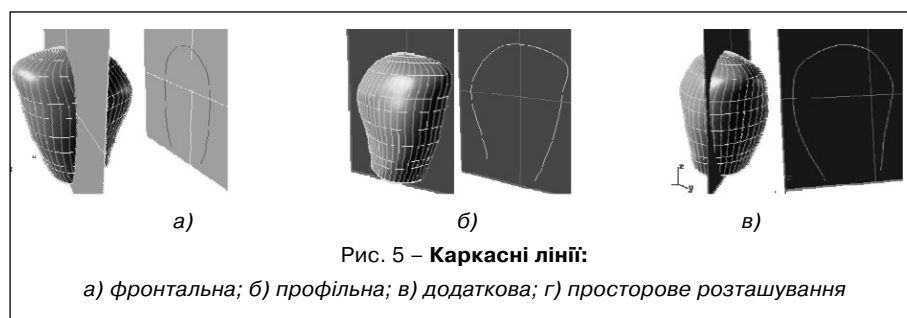 z
y
а) б) в)
Рис. 5 – Каркасні лінії:
а) фронтальна; б) профільна; в) додаткова; г) просторове розташування